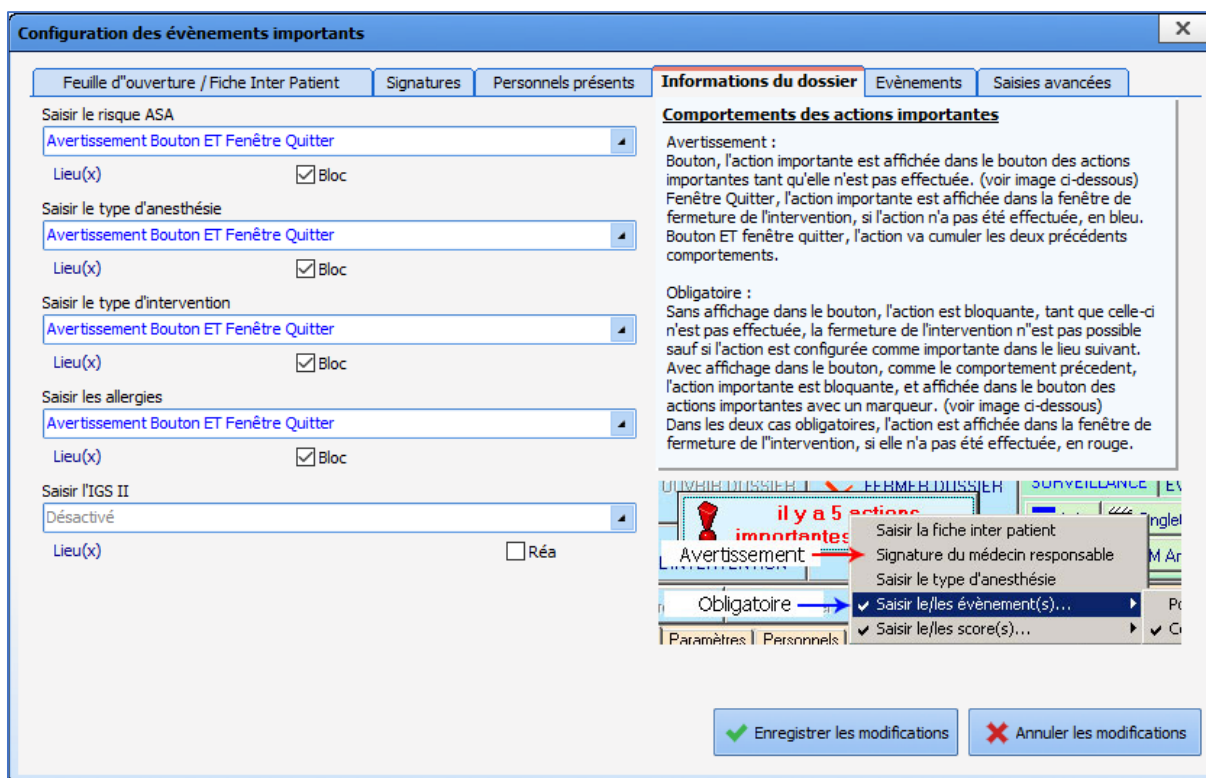 Configuration des évènements importants
Feuille d"ouverture / Fiche Inter Patient
Signatures
Personnels présents
Informations du dossier
Evènements
Saisies avancées
Saisir le risque ASA
Avertissement Bouton ET Fenêtre Quitter
Lieu(x)
Bloc
Saisir le type d'anesthésie
Avertissement Bouton ET Fenêtre Quitter
Lieu(x)
Bloc
Saisir le type d'intervention
Avertissement Bouton ET Fenêtre Quitter
Lieu(x)
Bloc
Saisir les allergies
Avertissement Bouton ET Fenêtre Quitter
Lieu(x)
Bloc
Saisir l'IGS II
Désactivé
Lieu(x)
Réa
Comportements des actions importantes
Avertissement :
Bouton, l'action importante est affichée dans le bouton des actions
importantes tant qu'elle n'est pas effectuée. (voir image ci-dessous)
Fenêtre Quitter, l'action importante est affichée dans la fenêtre de
fermeture de l'intervention, si l'action n'a pas été effectuée, en bleu.
Bouton ET fenêtre quitter, l'action va cumuler les deux précédents
comportements.
Obligatoire :
Sans affichage dans le bouton, l'action est bloquante, tant que celle-ci
n'est pas effectuée, la fermeture de l'intervention n"est pas possible
sauf si l'action est configurée comme importante dans le lieu suivant.
Avec affichage dans le bouton, comme le comportement précedent,
l'action importante est bloquante, et affichée dans le bouton des
actions importantes avec un marqueur. (voir image ci-dessous)
Dans les deux cas obligatoires, l'action est affichée dans la fenêtre de
fermeture de l"intervention, si elle n'a pas été effectuée, en rouge.
OUVRIR DOSSIER
FERMER DOSSIER
SURVEILLANCE
il y a 5 actions
importantes
Saisir la fiche inter patient
Avertissement
Signature du médecin responsable
Saisir le type d'anesthésie
Obligatoire
Saisir le/les évènement(s)...
Saisir le/les score(s)...
Paramètres
Personnels
Enregistrer les modifications
Annuler les modifications